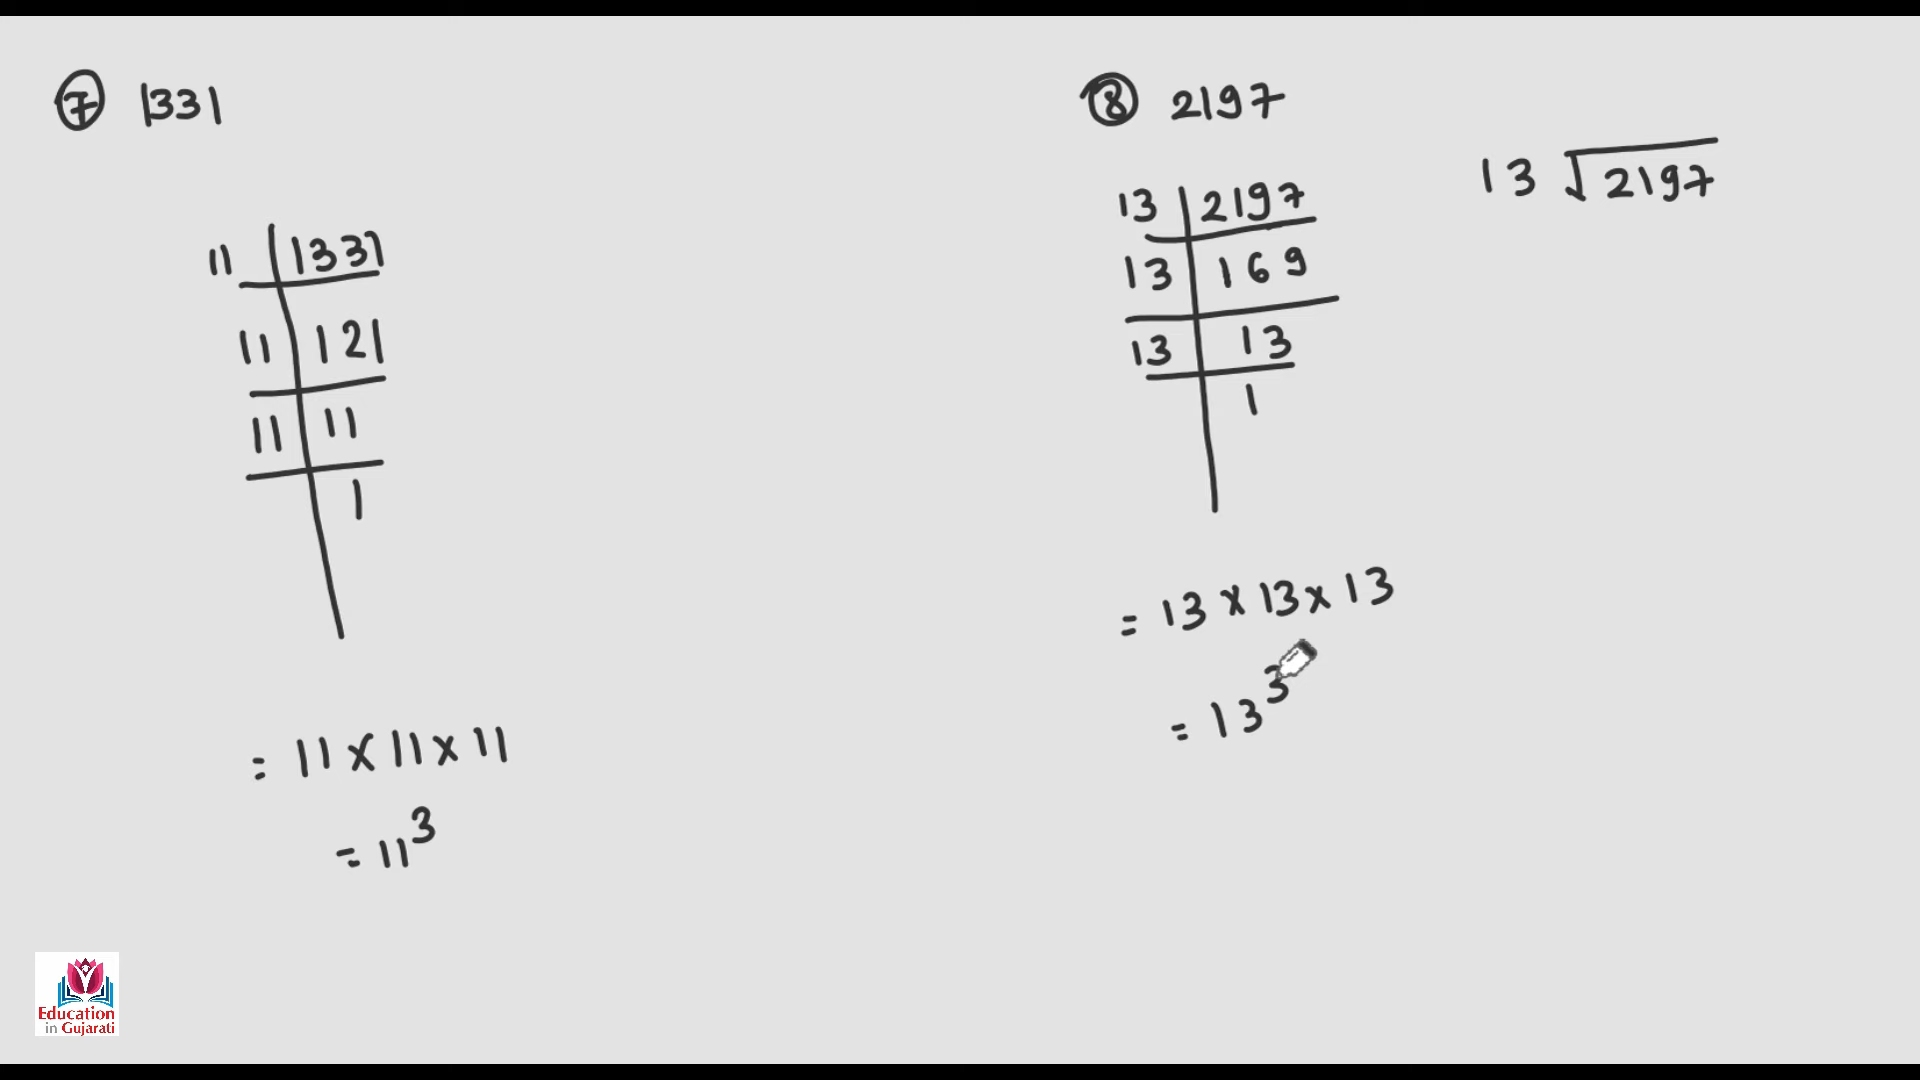 7 1331
11 | 1331
11 | 121
11 | 11
1
= 11 x 11 x 11
= 11³
8 2197
13 | 2197
13 | 169
13 | 13
1
13 √2197
= 13 x 13 x 13
= 13³
Education
in Gujarati